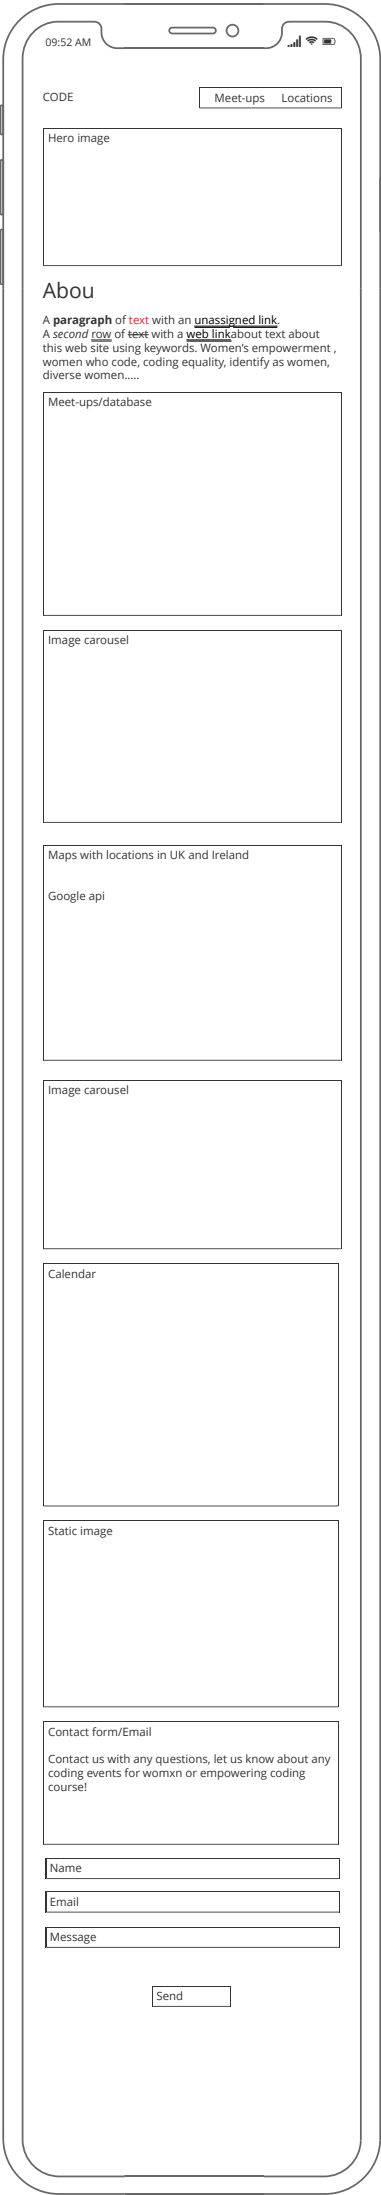 09:52 AM
CODE
Meet-ups Locations
Hero image
Abou
A paragraph of text with an unassigned link.
A second row of text with a web linkabout text about
this web site using keywords. Women's empowerment ,
women who code, coding equality, identify as women,
diverse women.....
Meet-ups/database
Image carousel
Maps with locations in UK and Ireland
Google api
Image carousel
Calendar
Static image
Contact form/Email
Contact us with any questions, let us know about any
coding events for womxn or empowering coding
course!
Name
Email
Message
Send